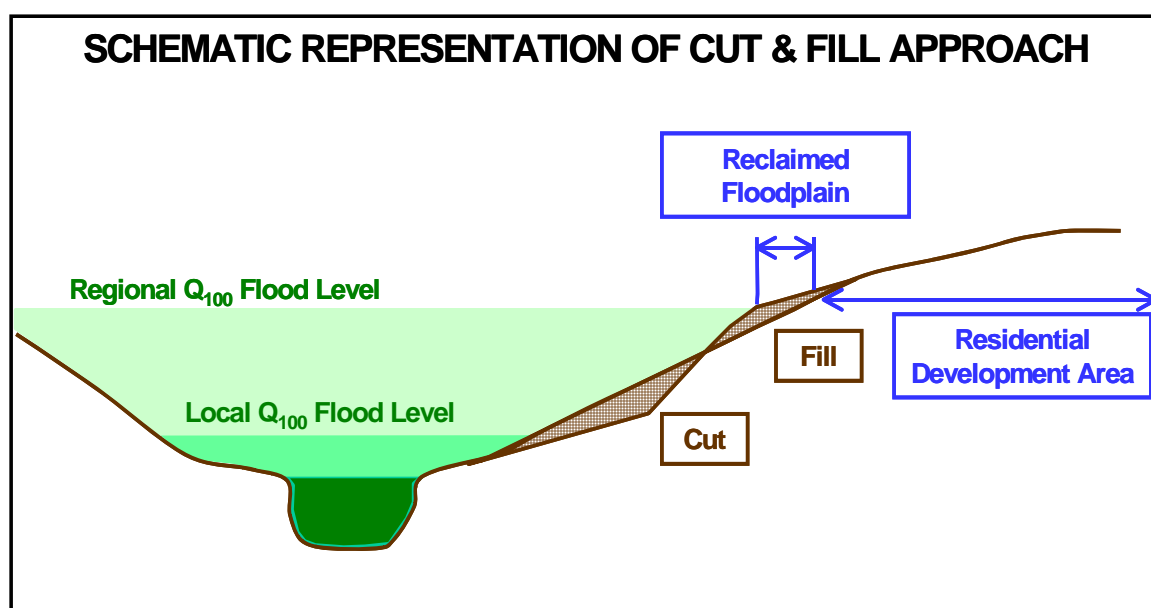 SCHEMATIC REPRESENTATION OF CUT & FILL APPROACH
Reclaimed
Floodplain
Regional Q100 Flood Level
Fill
Residential
Development Area
Local Q100 Flood Level
Cut